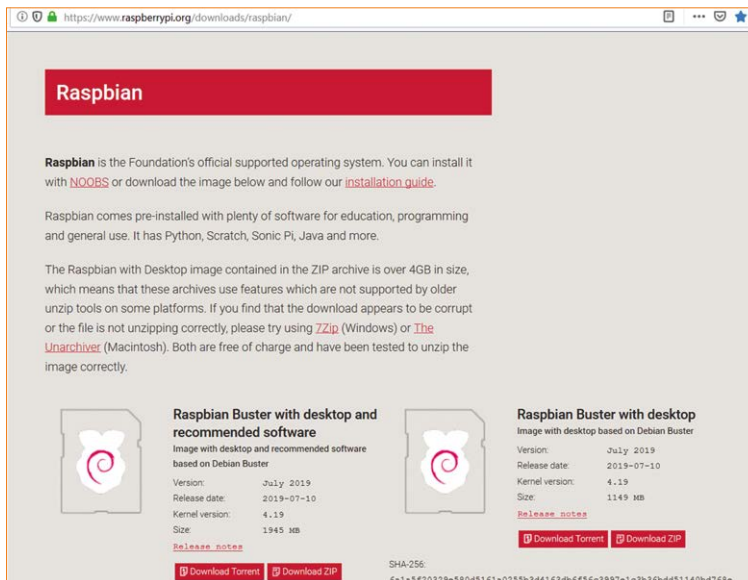 https://www.raspberrypi.org/downloads/raspbian/
Raspbian
Raspbian is the Foundation's official supported operating system. You can install it
with NOOBS or download the image below and follow our installation guide.
Raspbian comes pre-installed with plenty of software for education, programming
and general use. It has Python, Scratch, Sonic Pi, Java and more.
The Raspbian with Desktop image contained in the ZIP archive is over 4GB in size,
which means that these archives use features which are not supported by older
unzip tools on some platforms. If you find that the download appears to be corrupt
or the file is not unzipping correctly, please try using 7Zip (Windows) or The
Unarchiver (Macintosh). Both are free of charge and have been tested to unzip the
image correctly.
Raspbian Buster with desktop and
recommended software
Image with desktop and recommended software
based on Debian Buster
Version: July 2019
Release date: 2019-07-10
Kernel version: 4.19
Size: 1945 MB
Release notes
Download Torrent Download ZIP
Raspbian Buster with desktop
Image with desktop based on Debian Buster
Version: July 2019
Release date: 2019-07-10
Kernel version: 4.19
Size: 1149 MB
Release notes
Download Torrent Download ZIP
SHA-256: